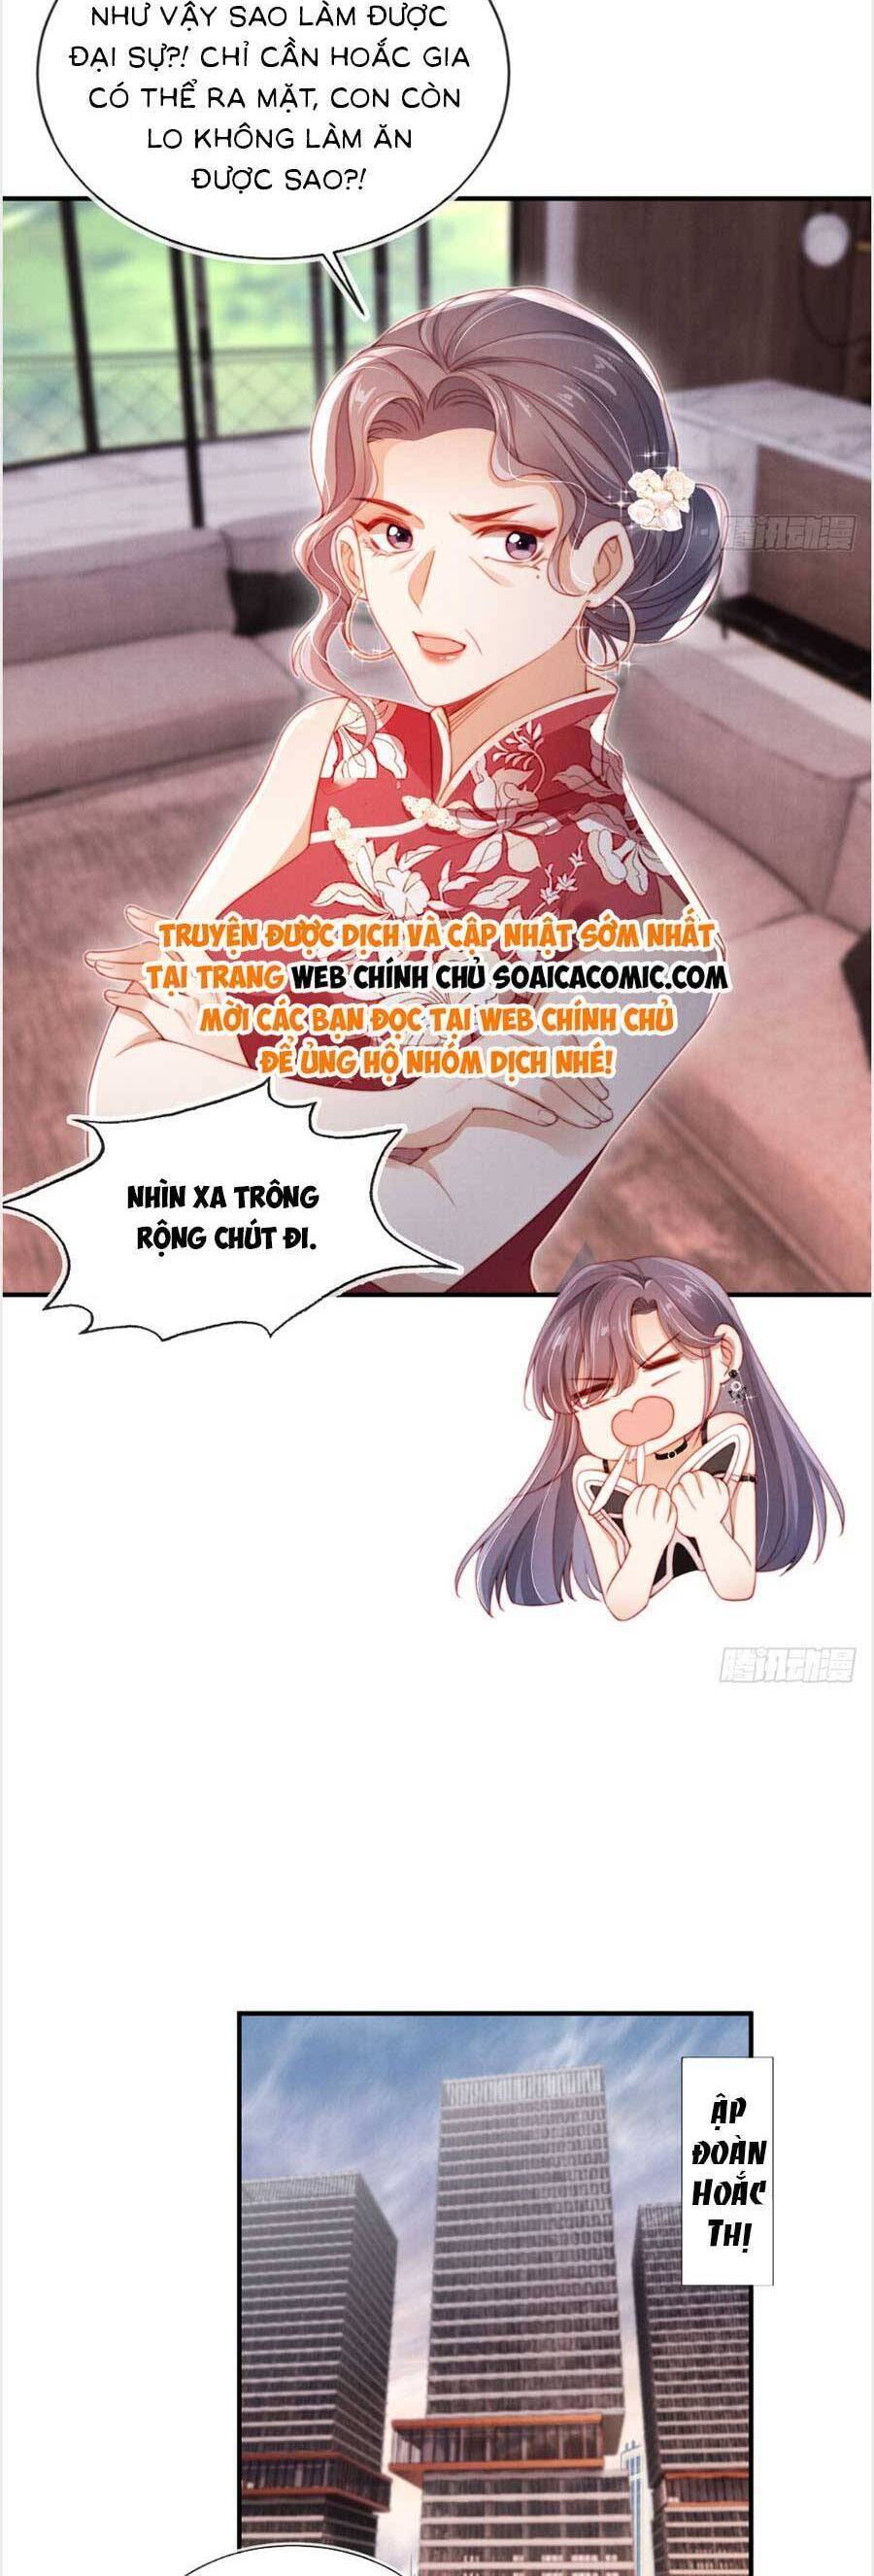 NHƯ VẬY SAO LÀM ĐƯỢC
ĐẠI SỰ?! CHỈ CẦN HOẮC GIA
CÓ THỂ RA MẶT, CON CÒN
LO KHÔNG LÀM ĂN
ĐƯỢC SAO?!
腾讯动漫
TRUYỆN ĐƯỢC DỊCH VÀ CẬP NHẬT SỚM NHẤT
TẠI TRANG WEB CHÍNH CHỦ SOAICACOMIC.COM
MỜI CÁC BẠN ĐỌC TẠI WEB CHÍNH CHỦ
ĐỂ ỦNG HỘ NHÓM DỊCH NHÉ!
NHÌN XA TRÔNG
RỘNG CHÚT ĐI.
腾讯动漫
ẬP
ĐOÀN
HOẮC
THỊ